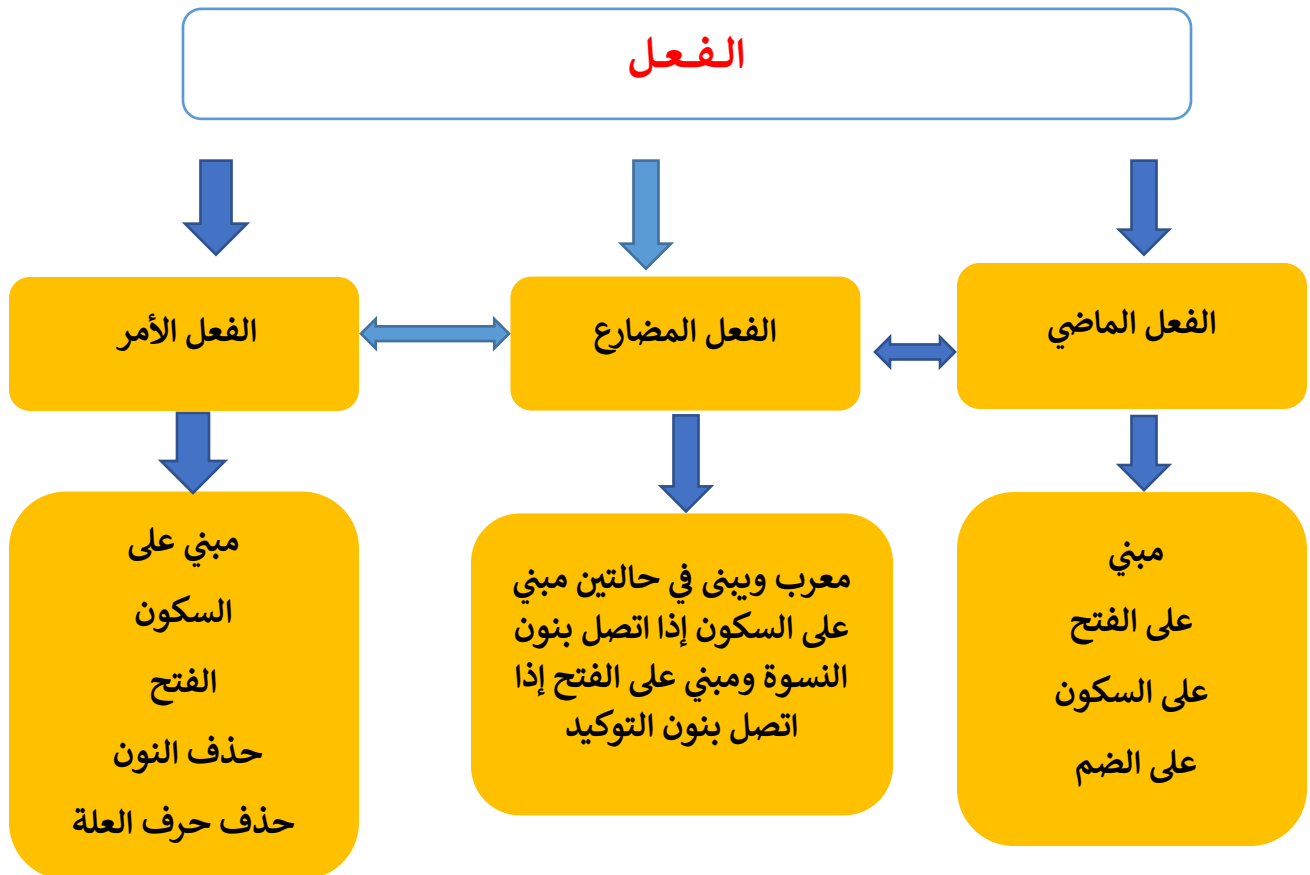 الـفـعـل
الفعل الماضي
الفعل المضارع
الفعل الأمر
مبني
على الفتح
على السكون
على الضم
معرب ويبنى في حالتين مبني
على السكون إذا اتصل بنون
النسوة ومبني على الفتح إذا
اتصل بنون التوكيد
مبني على
السكون
الفتح
حذف النون
حذف حرف العلة